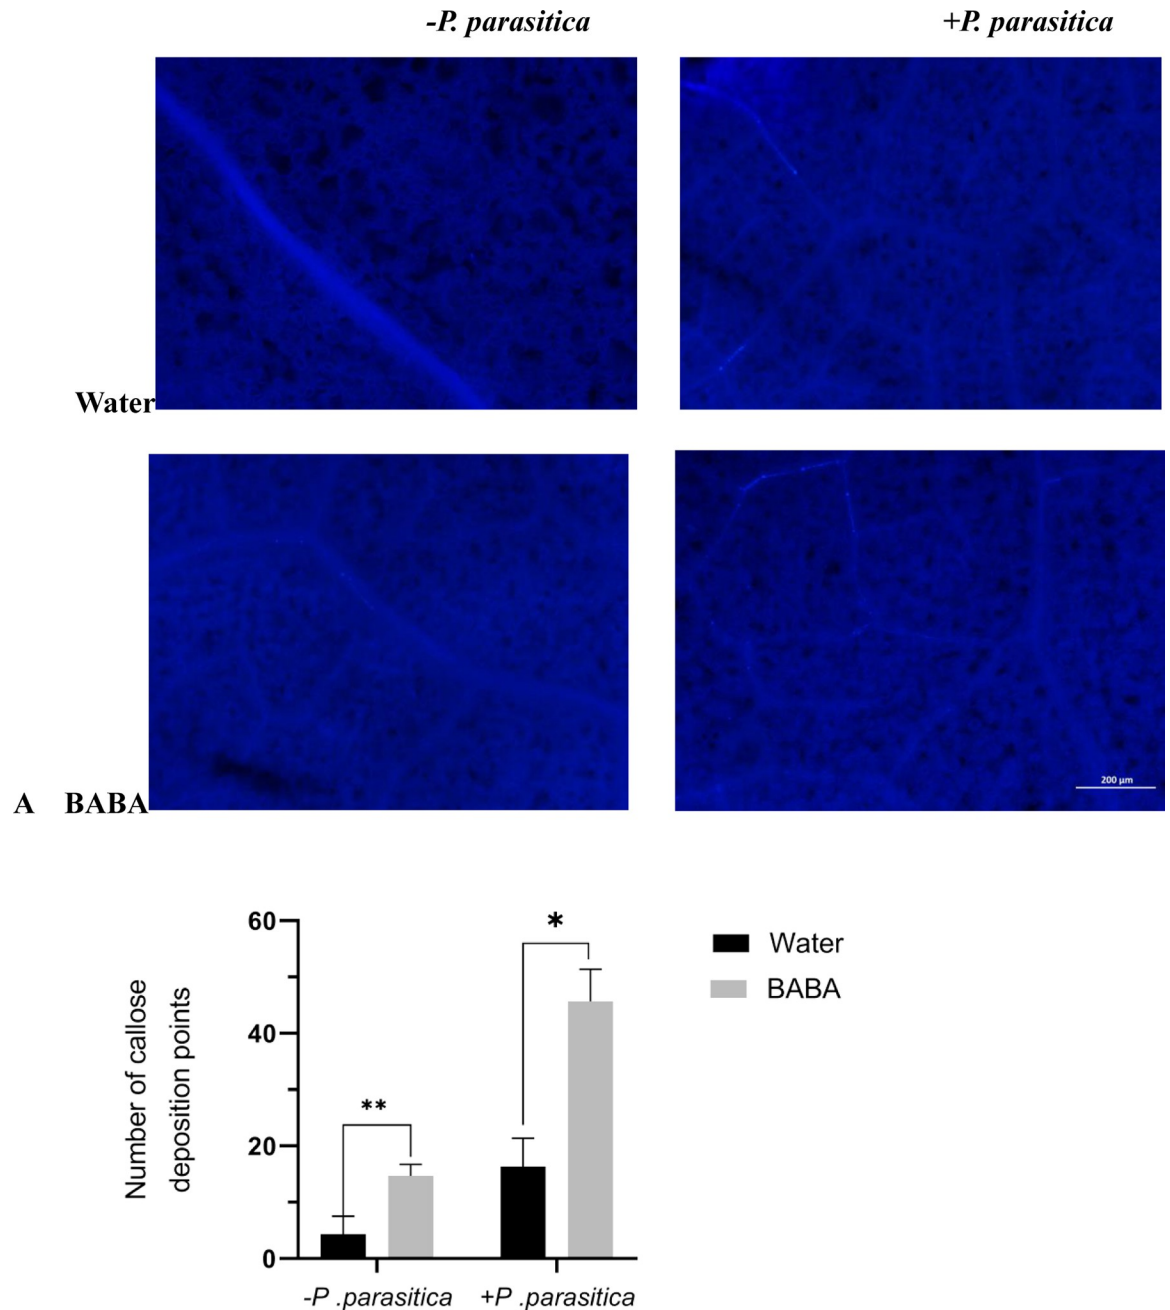 -P. parasitica
+P. parasitica
Water
A BABA
200 µm
60
40
20
0
Number of callose
deposition points
**
*
Water
BABA
-P .parasitica
+P .parasitica